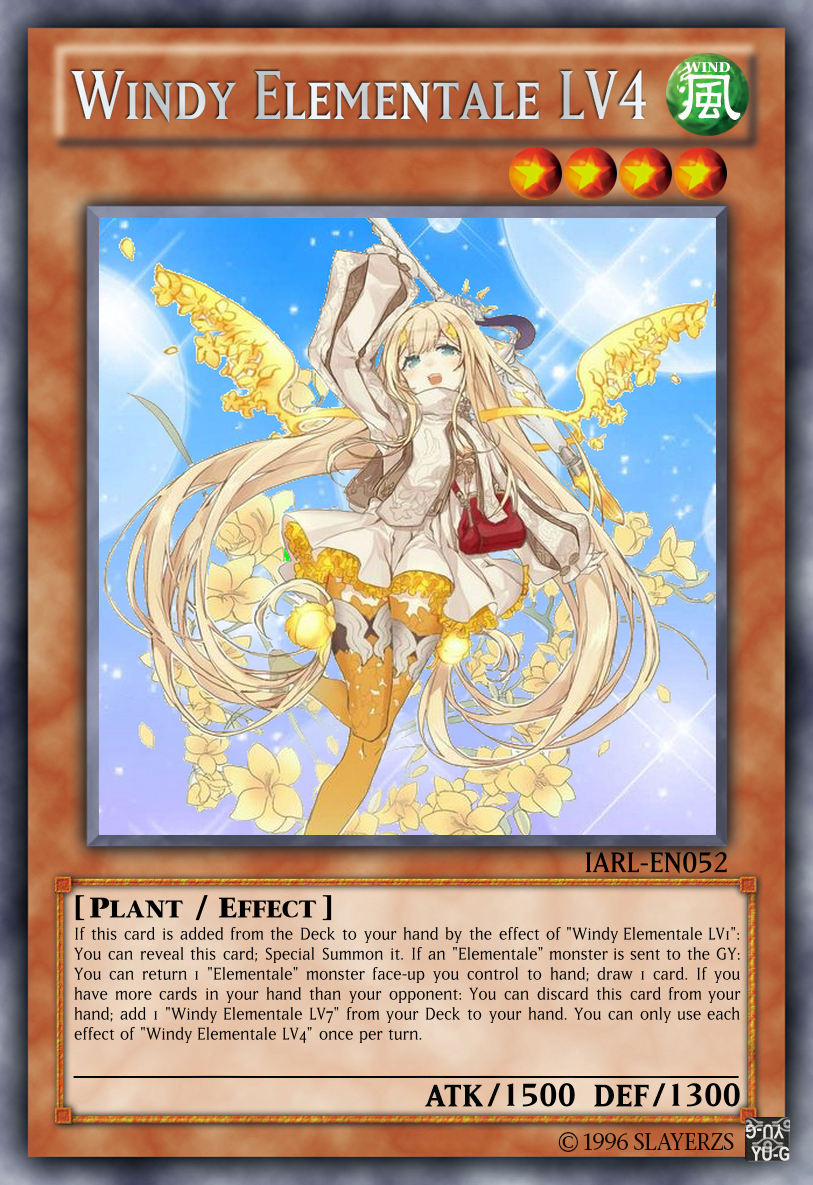 Windy Elementale LV4
WIND
風
IARL-EN052
[ Plant / Effect ]
If this card is added from the Deck to your hand by the effect of "Windy Elementale LV1":
You can reveal this card; Special Summon it. If an "Elementale" monster is sent to the GY:
You can return 1 "Elementale" monster face-up you control to hand; draw 1 card. If you
have more cards in your hand than your opponent: You can discard this card from your
hand; add 1 "Windy Elementale LV7" from your Deck to your hand. You can only use each
effect of "Windy Elementale LV4" once per turn.
ATK/1500 DEF/1300
© 1996 SLAYERZS
YU-G
YU-G